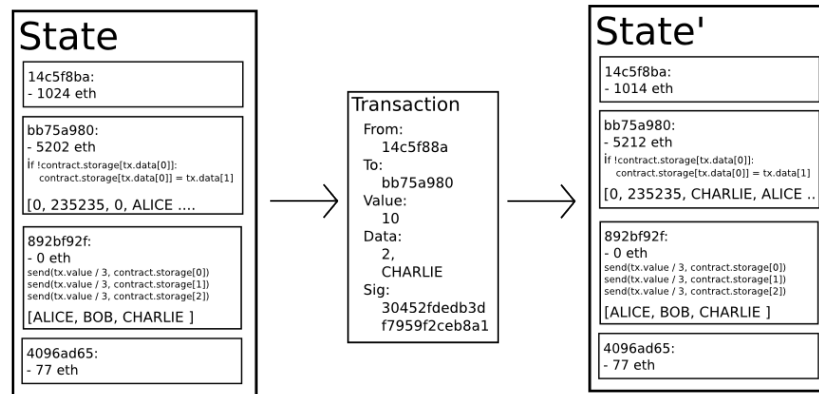 State
14c5f8ba:
- 1024 eth
bb75a980:
- 5202 eth
if !contract.storage[tx.data[0]]:
contract.storage[tx.data[0]] = tx.data[1]
[0, 235235, 0, ALICE ....
892bf92f:
- 0 eth
send(tx.value / 3, contract.storage[0])
send(tx.value / 3, contract.storage[1])
send(tx.value / 3, contract.storage[2])
[ALICE, BOB, CHARLIE ]
4096ad65:
- 77 eth
Transaction
From:
14c5f88a
To:
bb75a980
Value:
10
Data:
2,
CHARLIE
Sig:
30452fdedb3d
f7959f2ceb8a1
State'
14c5f8ba:
- 1014 eth
bb75a980:
- 5212 eth
if !contract.storage[tx.data[0]]:
contract.storage[tx.data[0]] = tx.data[1]
[0, 235235, CHARLIE, ALICE ..
892bf92f:
- 0 eth
send(tx.value / 3, contract.storage[0])
send(tx.value / 3, contract.storage[1])
send(tx.value / 3, contract.storage[2])
[ALICE, BOB, CHARLIE ]
4096ad65:
- 77 eth